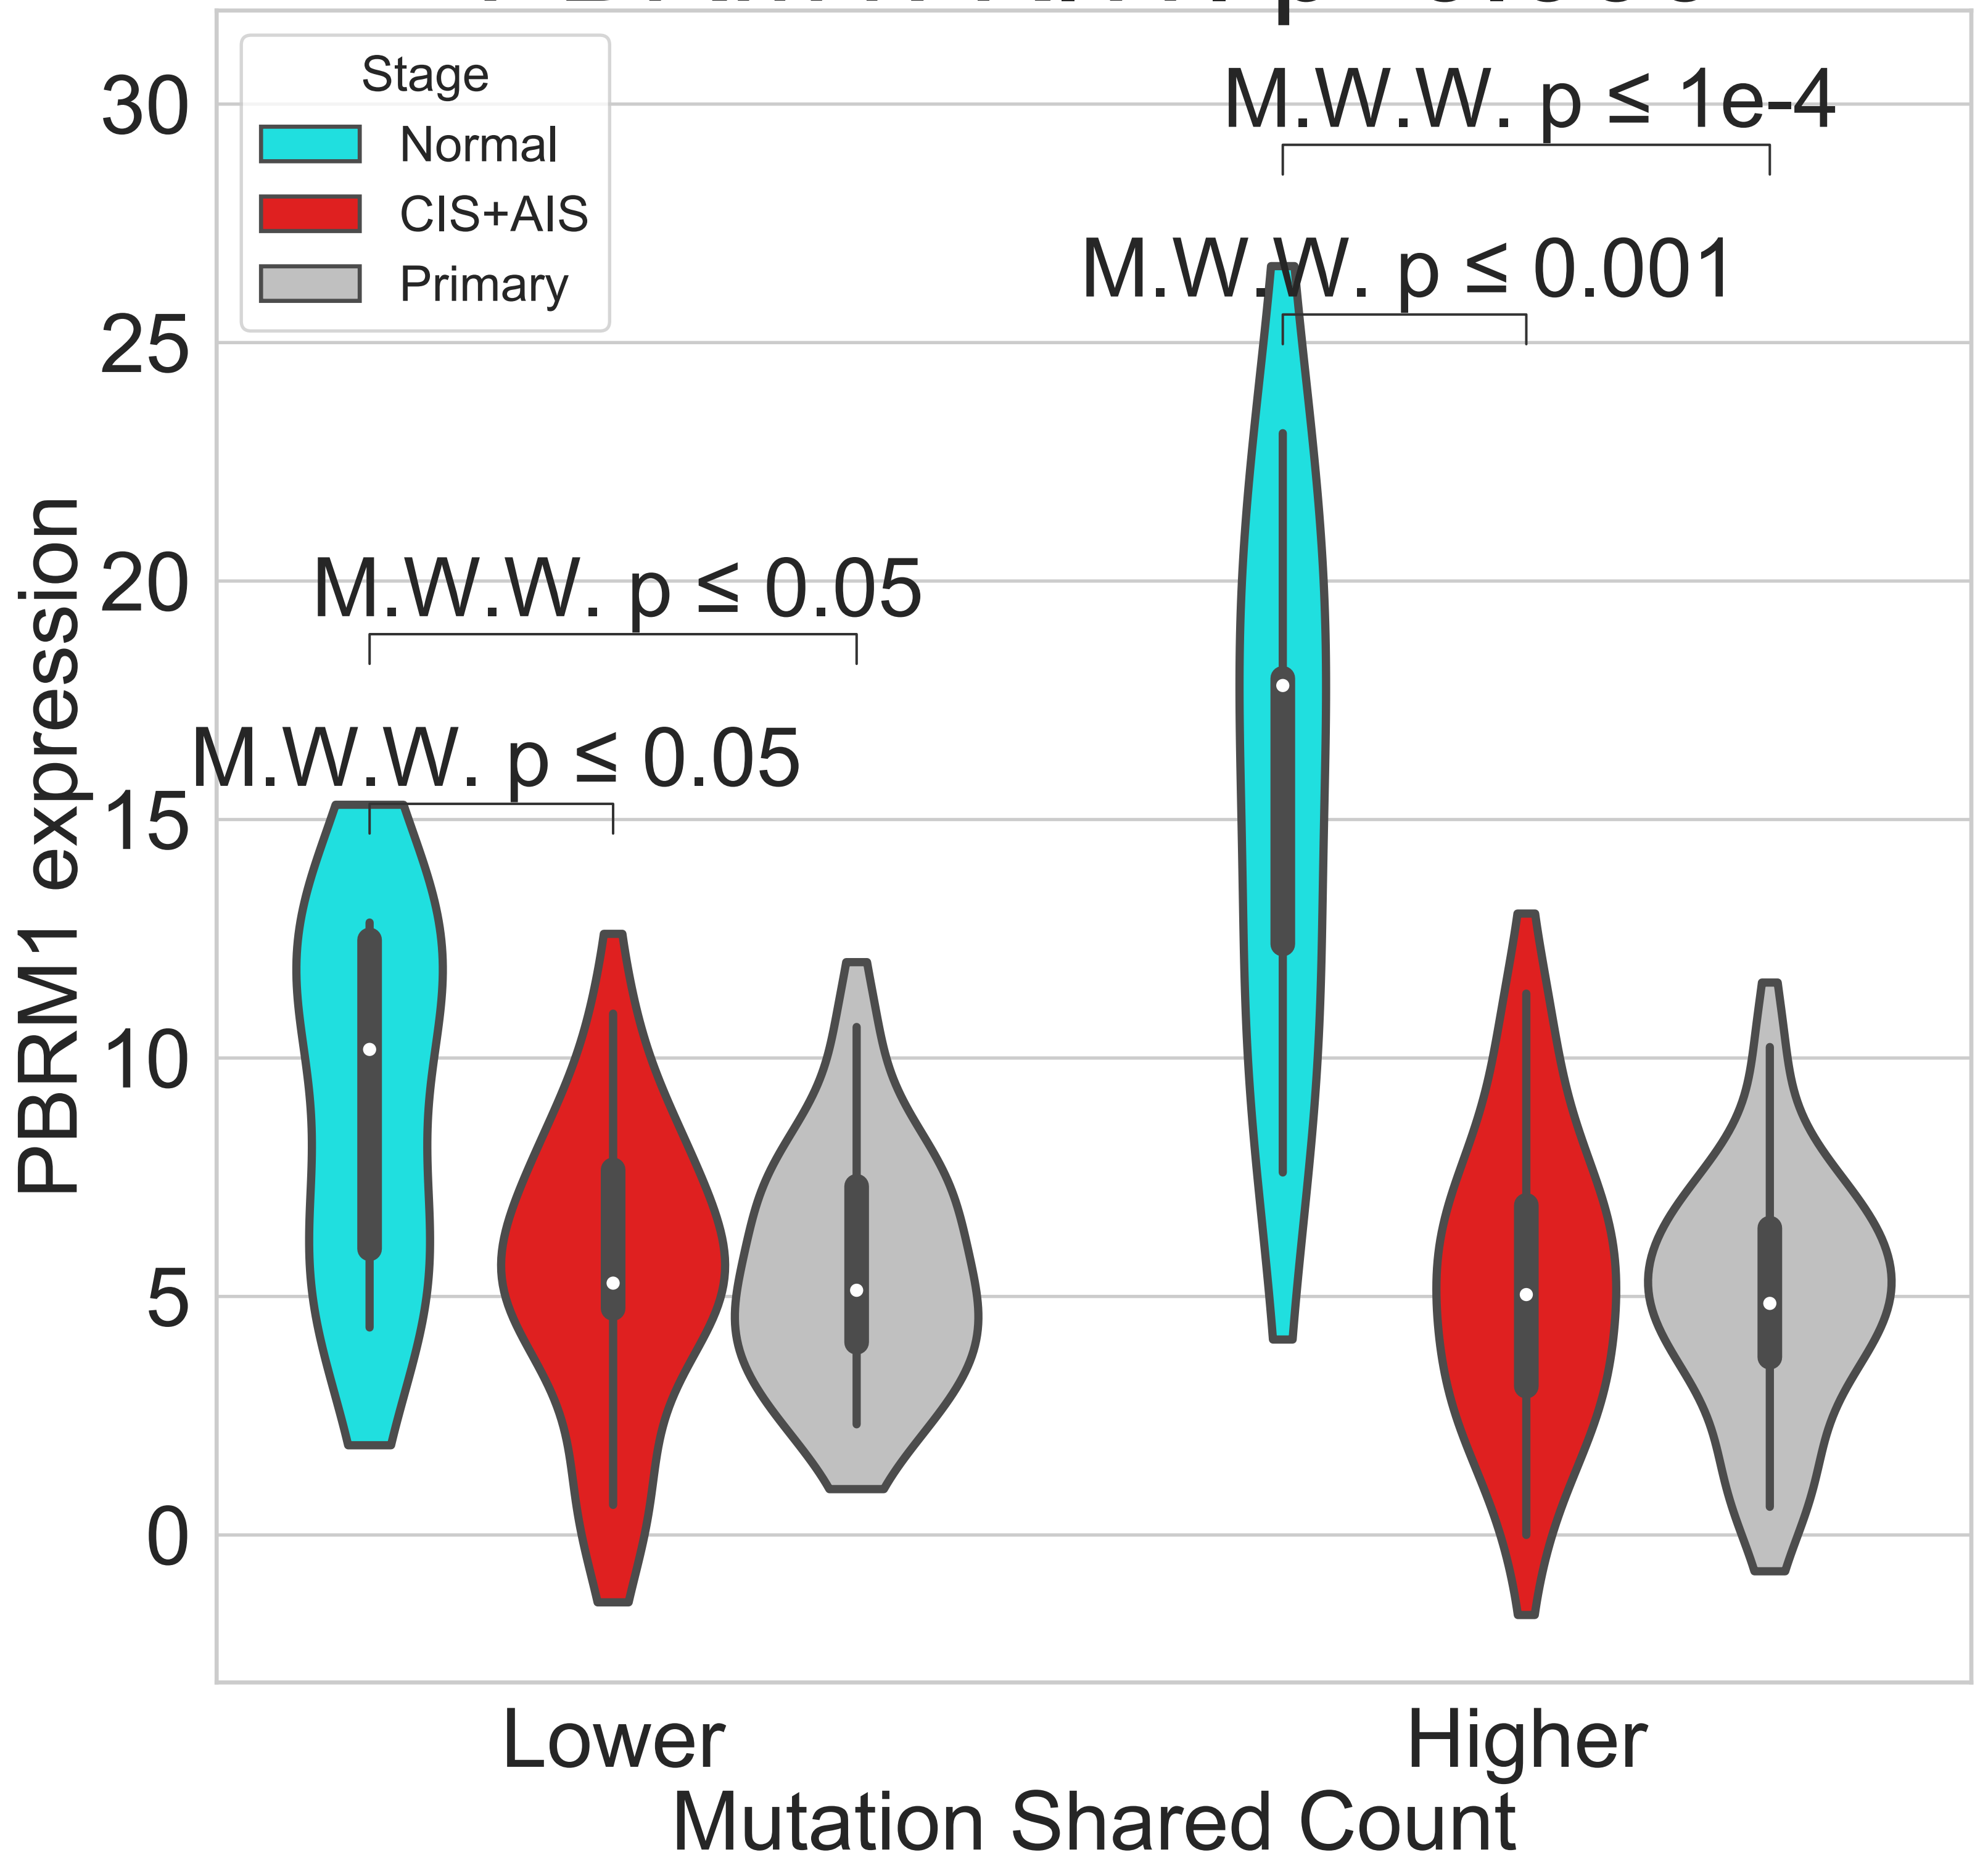 Stage
Normal
CIS+AIS
Primary
M.W.W. p ≤ 1e-4
M.W.W. p ≤ 0.001
M.W.W. p ≤ 0.05
M.W.W. p ≤ 0.05
30
25
20
15
10
5
0
PBRM1 expression
Lower
Higher
Mutation Shared Count